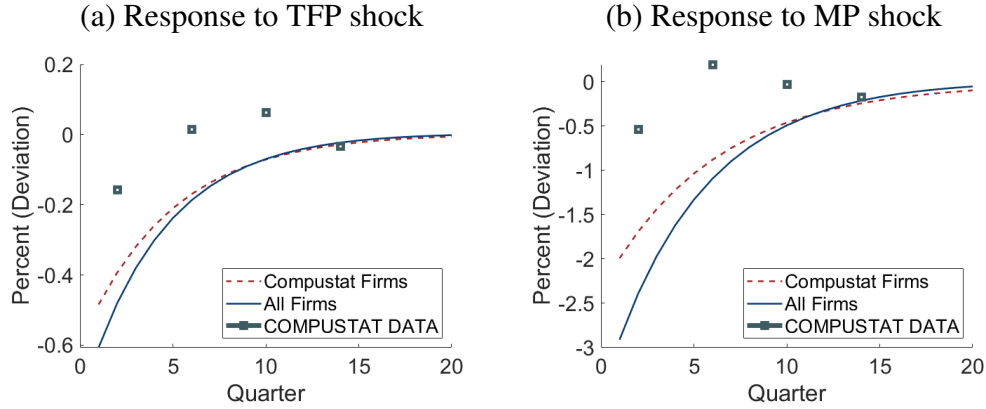 (a) Response to TFP shock
0.2
0
-0.2
-0.4
-0.6
Percent (Deviation)
Compustat Firms
All Firms
COMPUSTAT DATA
0 5 10 15 20
Quarter
(b) Response to MP shock
0
-0.5
-1
-1.5
-2
-2.5
-3
Percent (Deviation)
Compustat Firms
All Firms
COMPUSTAT DATA
0 5 10 15 20
Quarter